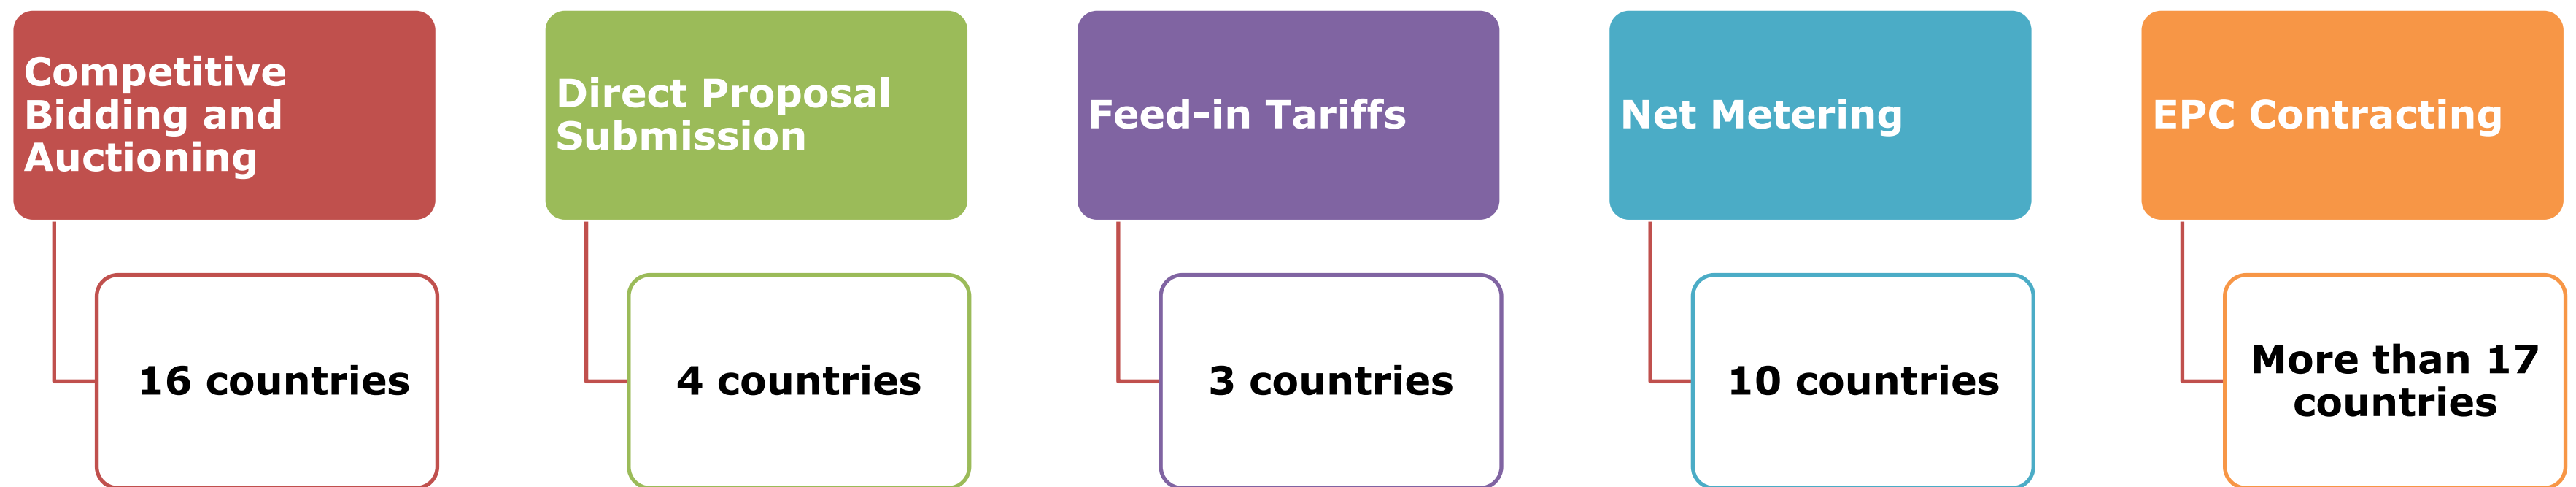 Competitive
Bidding and
Auctioning
16 countries
Direct Proposal
Submission
4 countries
Feed-in Tariffs
3 countries
Net Metering
10 countries
EPC Contracting
More than 17
countries